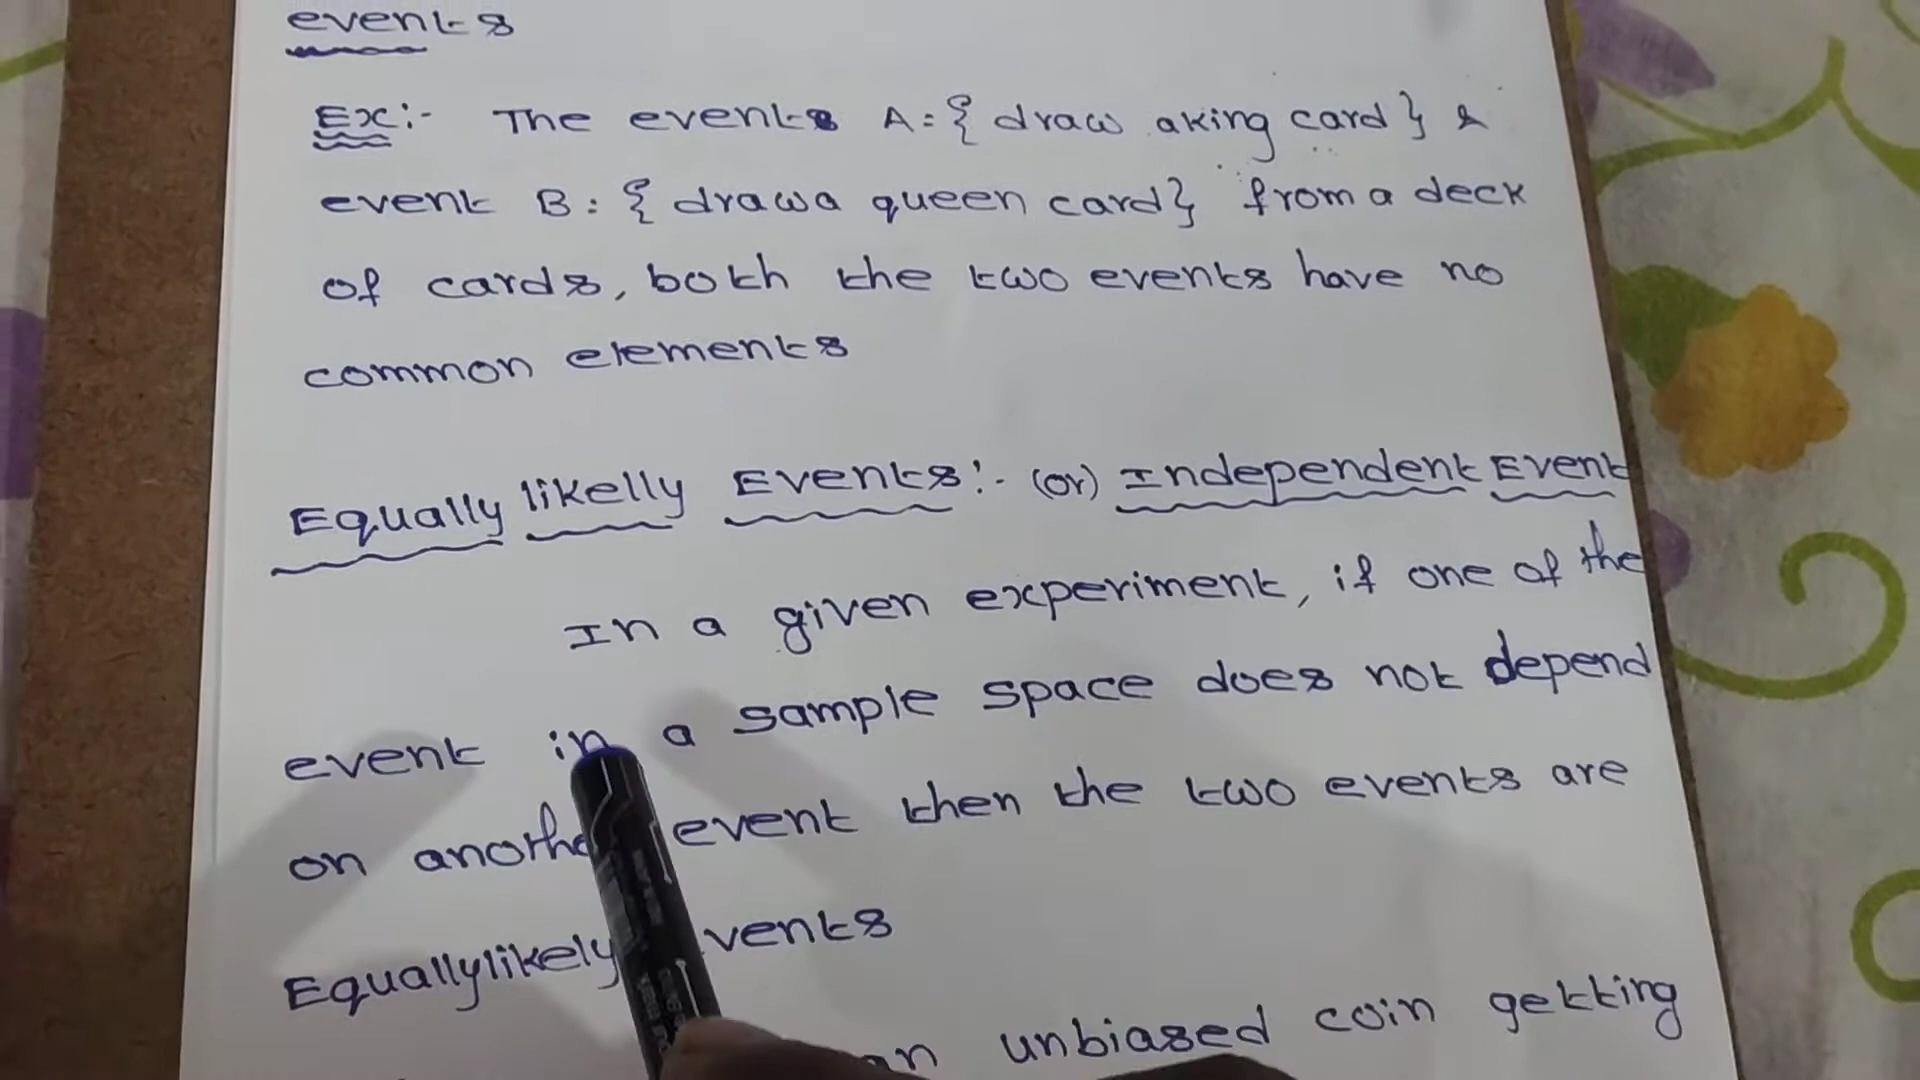 events
Ex:- The events A={draw a king card} &
event B: {draw a queen card} from a deck
of cards, both the two events have no
common elements
Equally likelly Events:- (or) Independent Event
In a given experiment, if one of the
event in a sample space does not depend
on another event then the two events are
Equallylikely vents
an unbiased coin getting